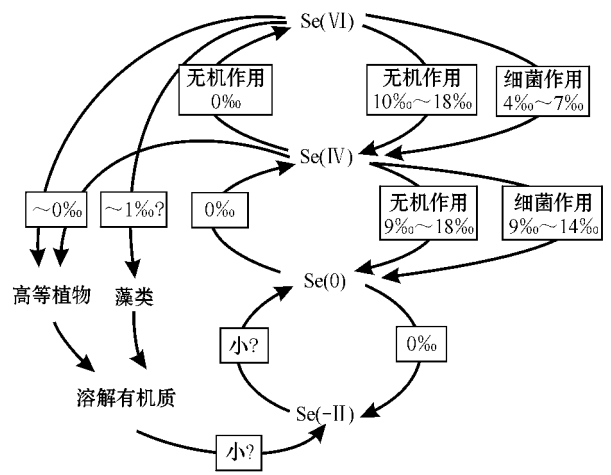 Se(VI)
无机作用
0‰
无机作用
10‰~18‰
细菌作用
4‰~7‰
Se(IV)
~0‰
~1‰?
0‰
无机作用
9‰~18‰
细菌作用
9‰~14‰
高等植物
藻类
Se(0)
小?
0‰
溶解有机质
Se(-II)
小?